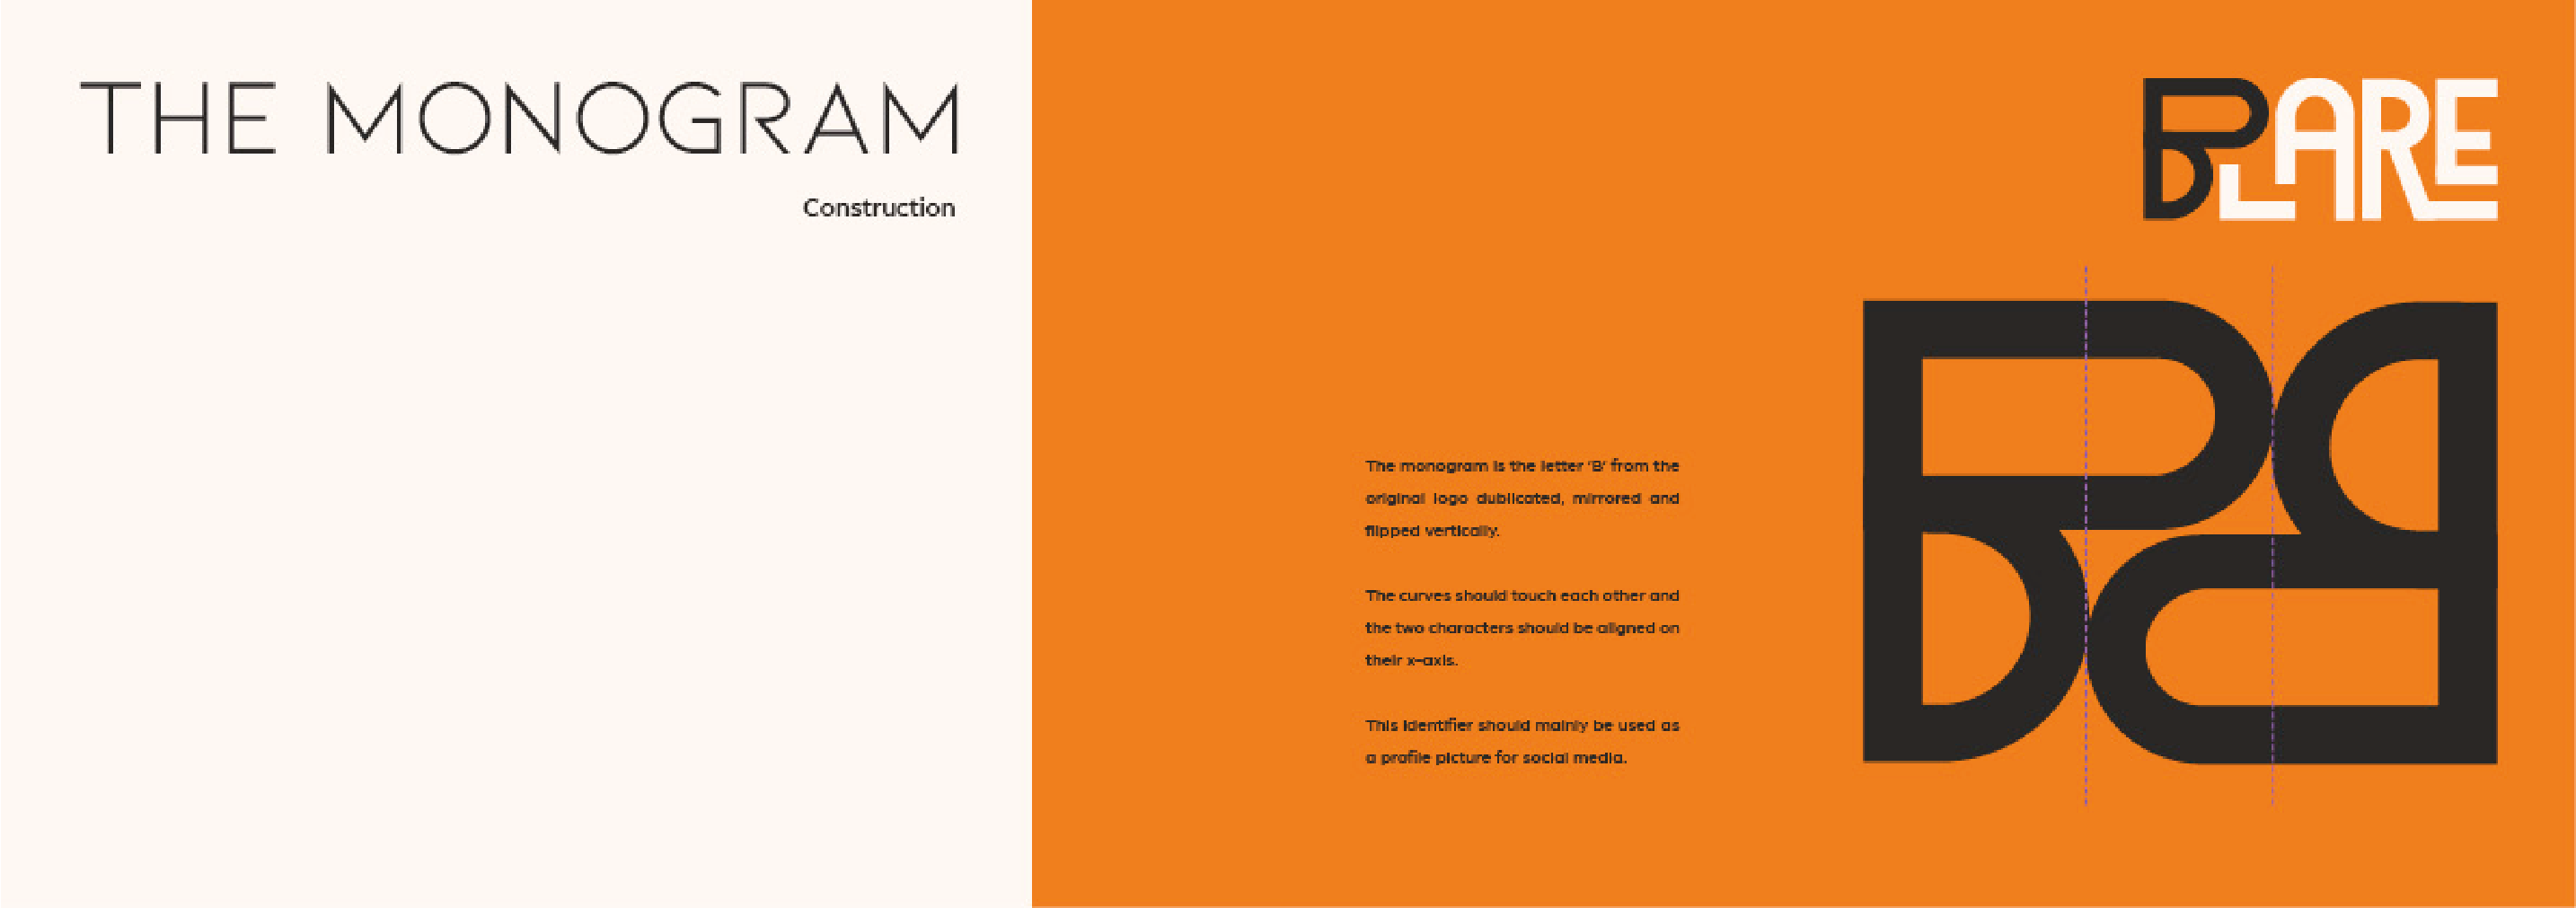 THE MONOGRAM
Construction
BLARE
The monogram is the letter 'B' from the
original logo dublicated, mirrored and
flipped vertically.
The curves should touch each other and
the two characters should be aligned on
their x-axis.
This identifier should mainly be used as
a profile picture for social media.
BB